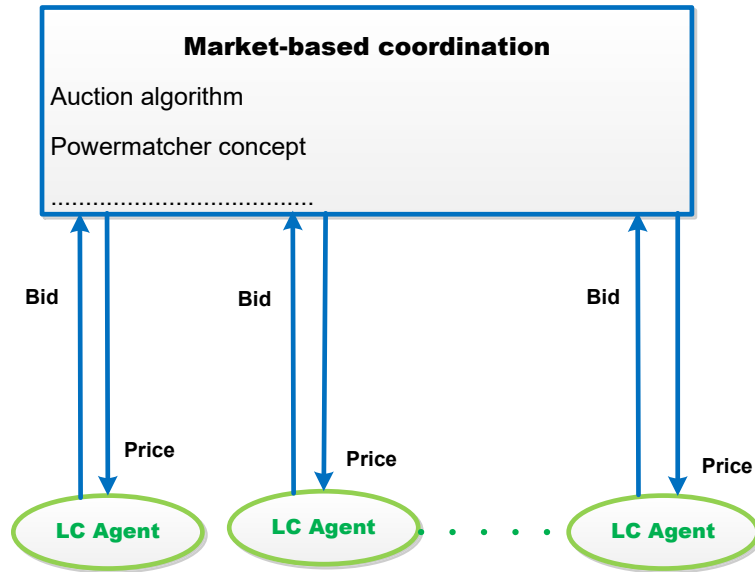 Market-based coordination
Auction algorithm
Powermatcher concept
......................................
Bid
Bid
Bid
Price
Price
Price
LC Agent
LC Agent
. . . . .
LC Agent